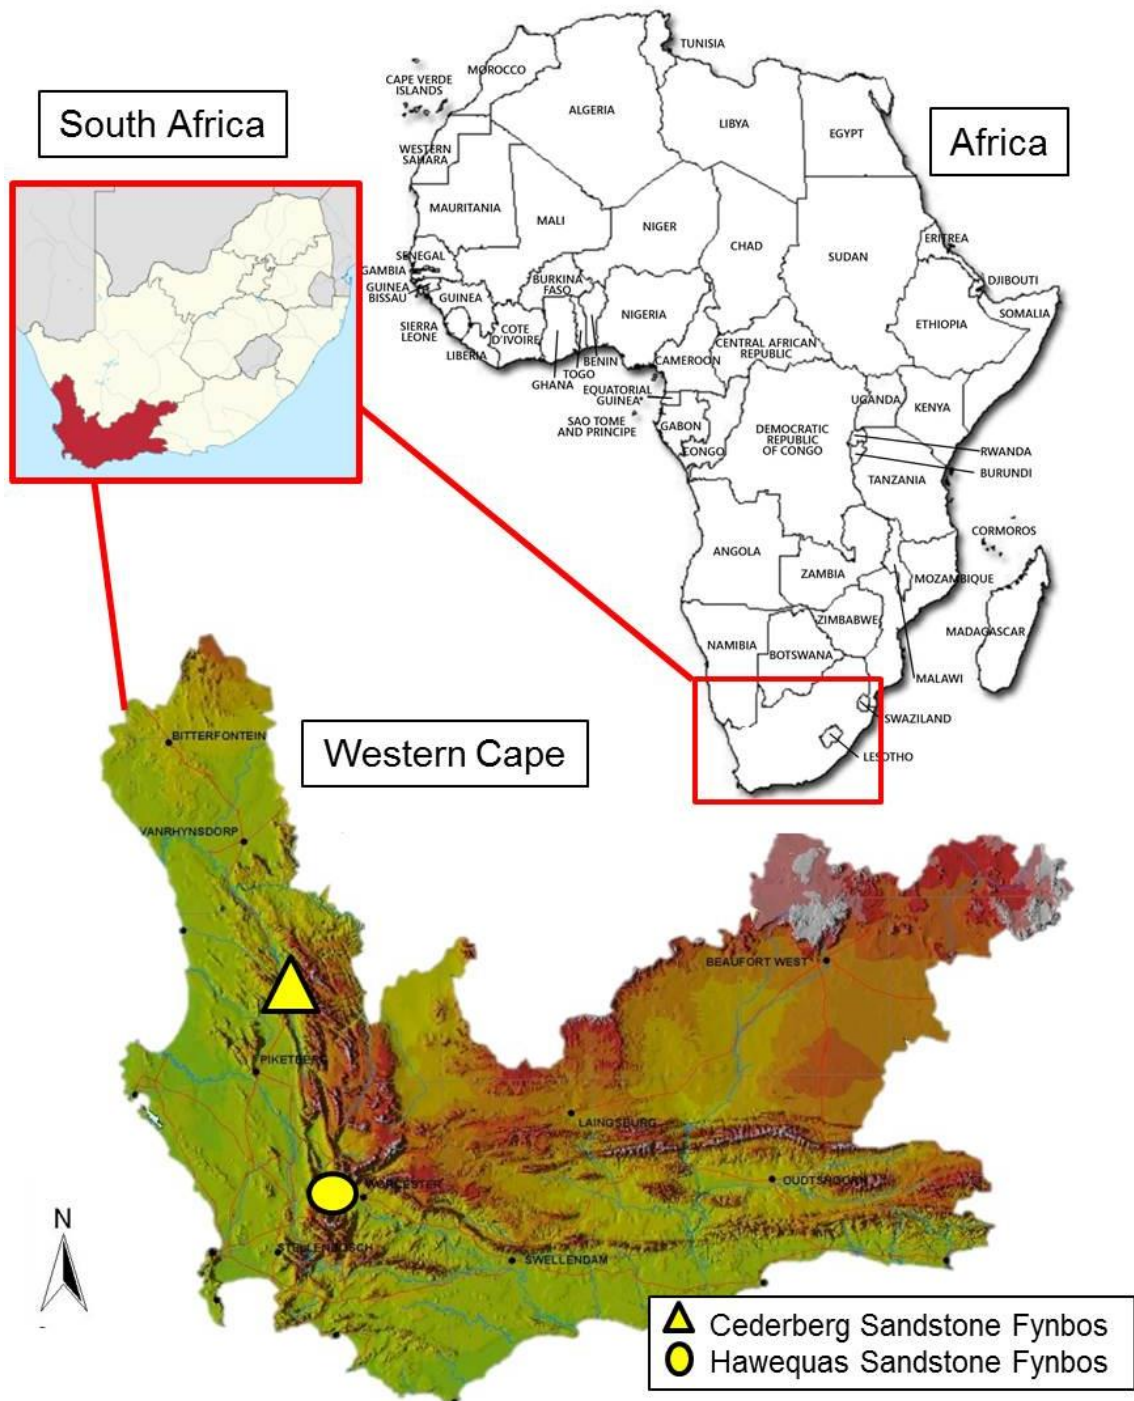 South Africa
Africa
TUNISIA
MOROCCO
CAPE VERDE
ISLANDS
ALGERIA
LIBYA
EGYPT
WESTERN
SAHARA
MAURITANIA
MALI
NIGER
CHAD
SUDAN
ERITREA
DJIBOUTI
SENEGAL
GAMBIA
GUINEA
BISSAU
GUINEA
BURKINA
FASO
NIGERIA
ETHIOPIA
SOMALIA
SIERRA
LEONE
COTE
D'IVOIRE
LIBERIA
GHANA
TOGO
BENIN
CAMEROON
CENTRAL AFRICAN
REPUBLIC
EQUATORIAL
GUINEA
SAO TOME
AND PRINCIPE
GABON
CONGO
DEMOCRATIC
REPUBLIC
OF CONGO
UGANDA
KENYA
RWANDA
BURUNDI
TANZANIA
CORMOROS
ANGOLA
ZAMBIA
MOZAMBIQUE
ZIMBABWE
MADAGASCAR
NAMIBIA
BOTSWANA
MALAWI
SWAZILAND
LESOTHO
Western Cape
BITTERFONTEIN
VANRHYNSDORP
BEAUFORT WEST
PIKETBERG
LAINGSBURG
WORCESTER
OUDTSHOORN
STELLENBOSCH
SWELLENDAM
N
Cederberg Sandstone Fynbos
Hawequas Sandstone Fynbos